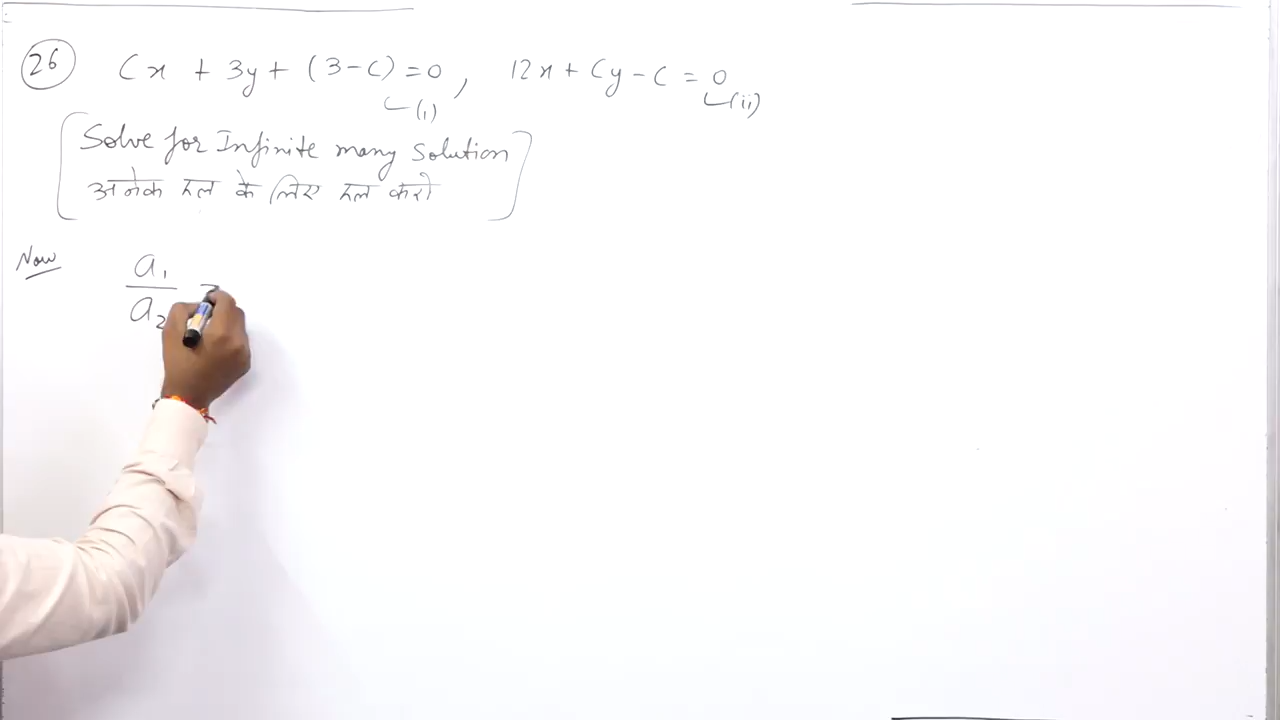 26 Cx + 3y + (3-C) = 0, 12x + Cy - C = 0
(i) (ii)
[Solve for Infinite many Solution
अनेक हल के लिए हल करो]
Now a₁/a₂ =